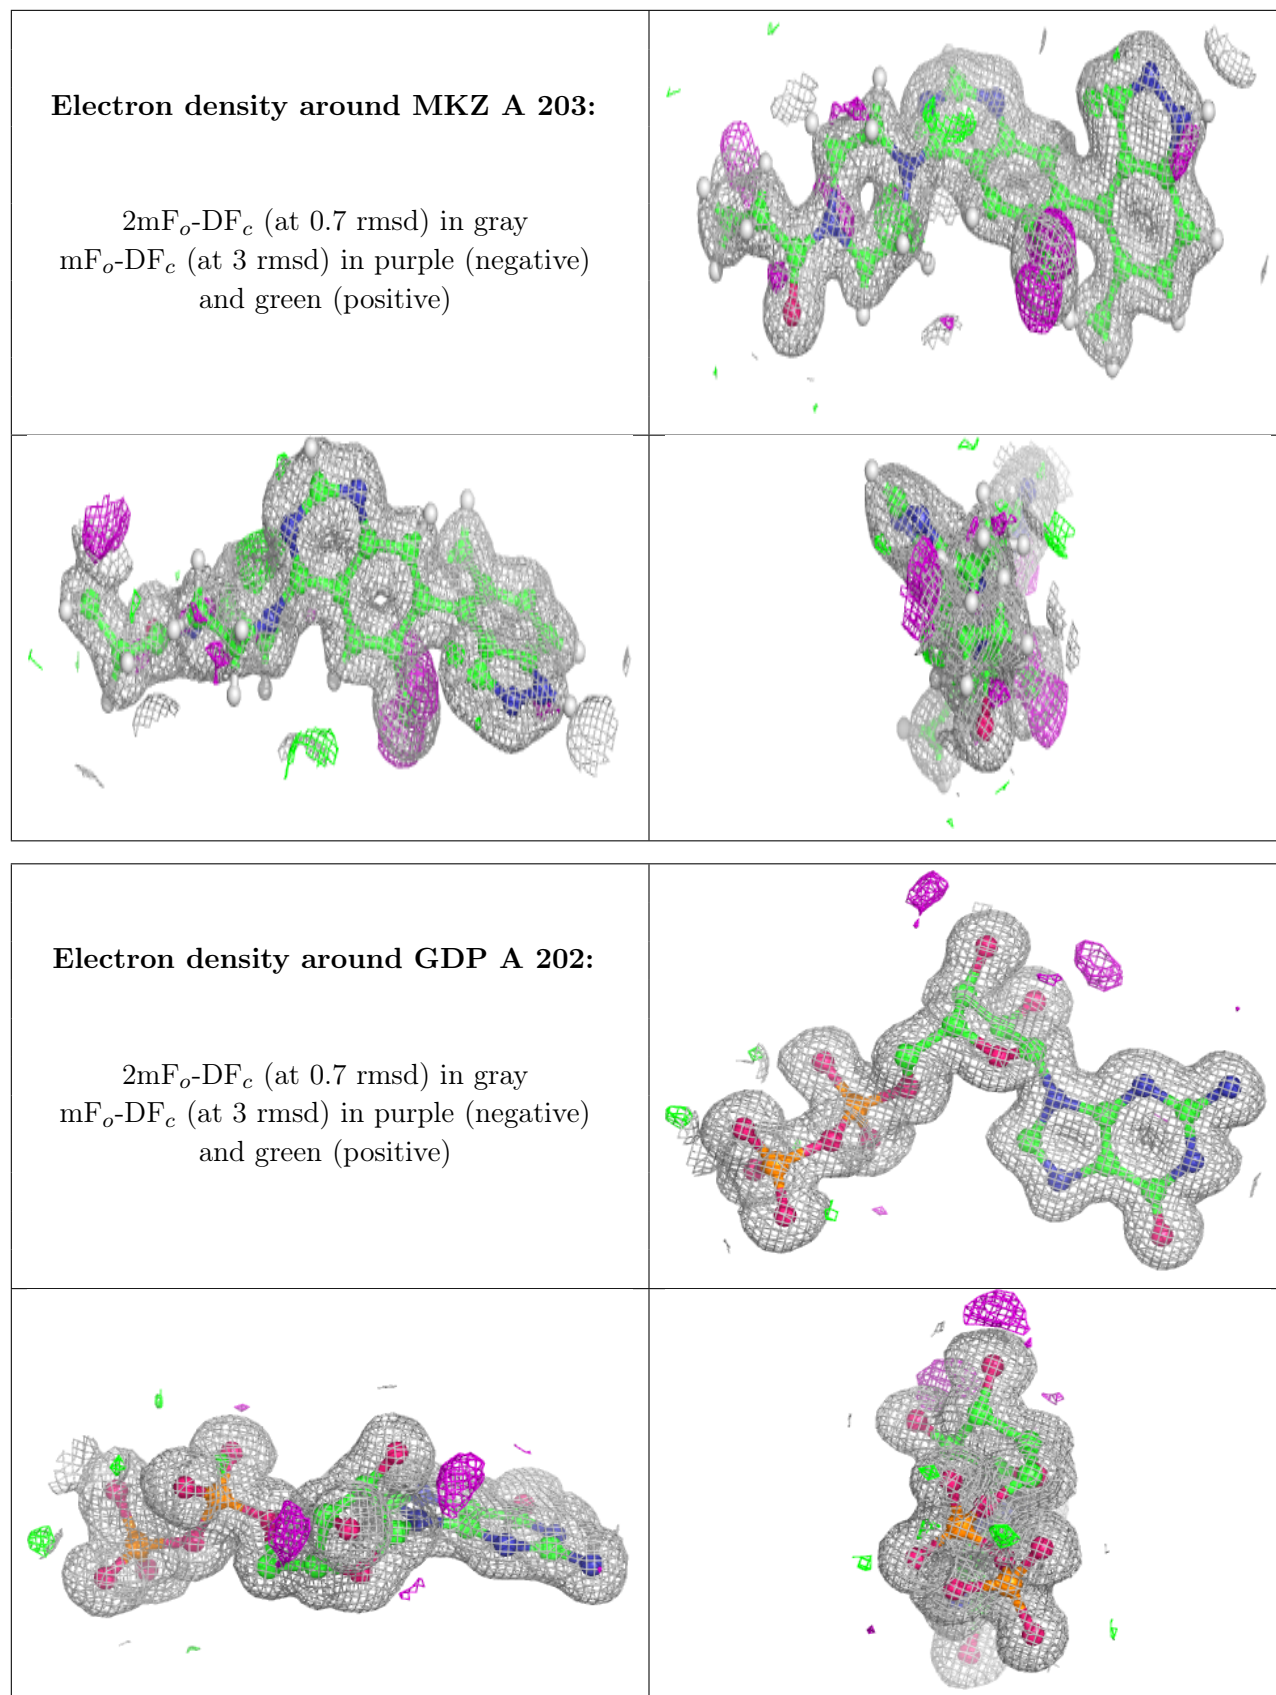 Electron density around MKZ A 203:
2mFo-DFc (at 0.7 rmsd) in gray
mFo-DFc (at 3 rmsd) in purple (negative)
and green (positive)
Electron density around GDP A 202:
2mFo-DFc (at 0.7 rmsd) in gray
mFo-DFc (at 3 rmsd) in purple (negative)
and green (positive)